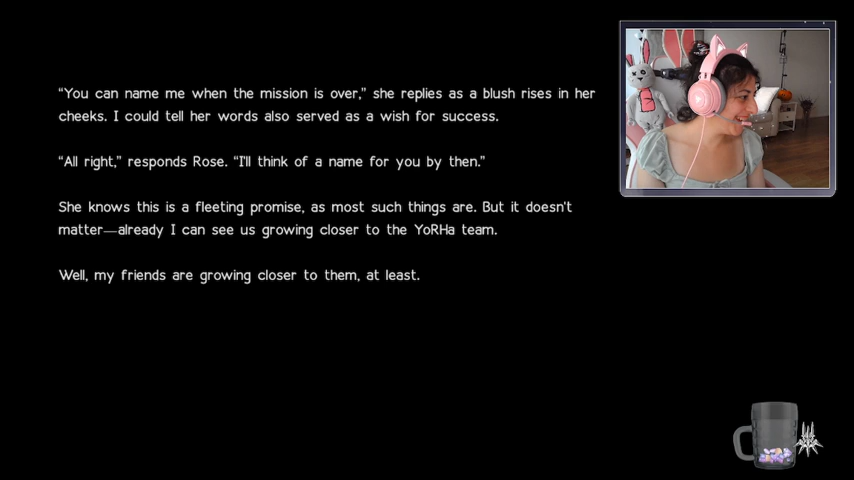 “You can name me when the mission is over,” she replies as a blush rises in her
cheeks. I could tell her words also served as a wish for success.
“All right,” responds Rose. “I'll think of a name for you by then.”
She knows this is a fleeting promise, as most such things are. But it doesn't
matter—already I can see us growing closer to the YoRHa team.
Well, my friends are growing closer to them, at least.